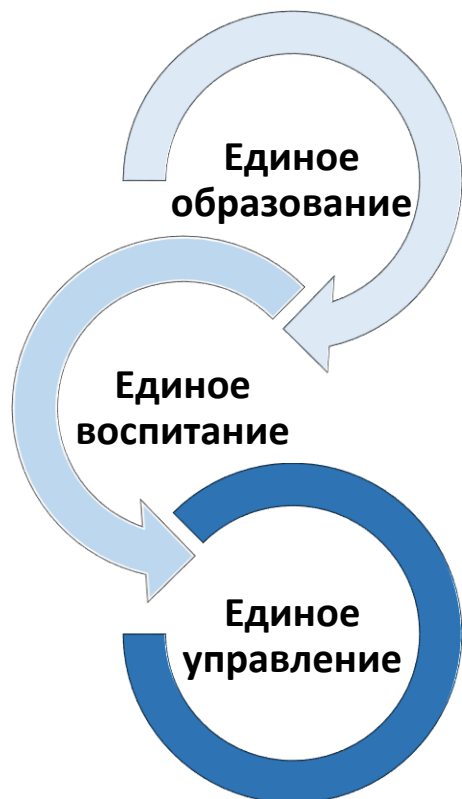 Единое
образование
Единое
воспитание
Единое
управление